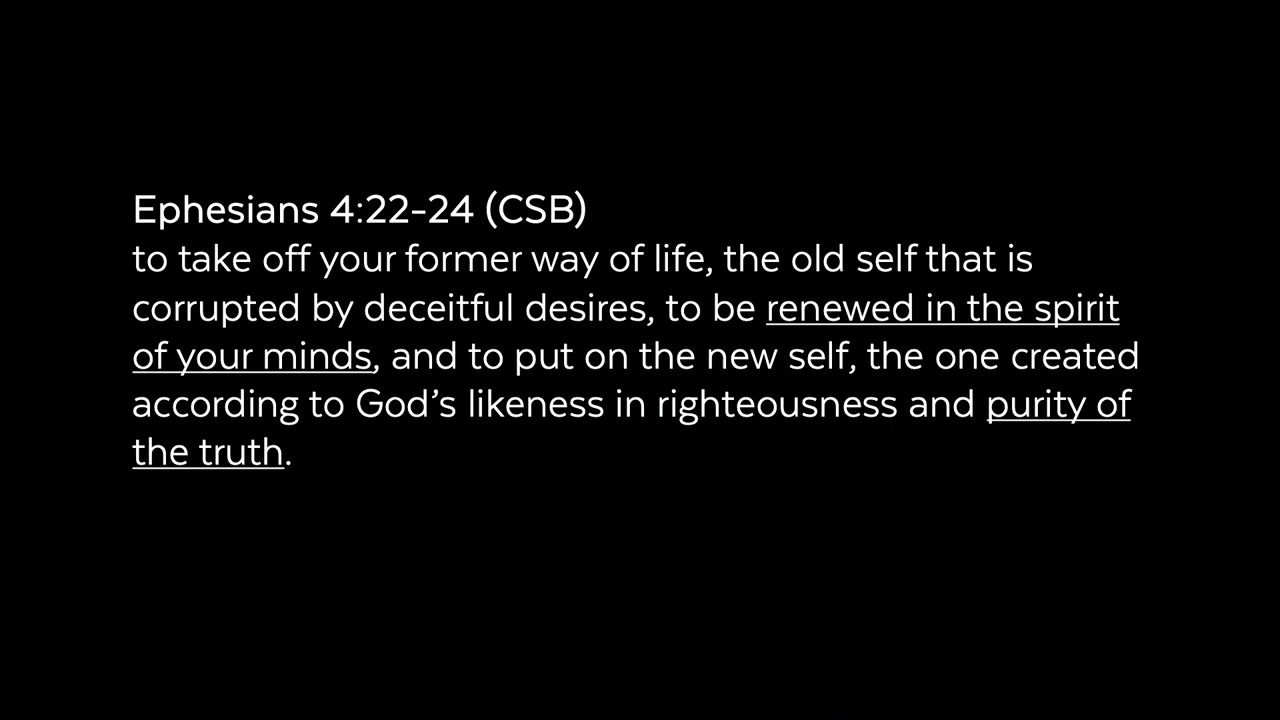 Ephesians 4:22-24 (CSB)
to take off your former way of life, the old self that is
corrupted by deceitful desires, to be renewed in the spirit
of your minds, and to put on the new self, the one created
according to God’s likeness in righteousness and purity of
the truth.